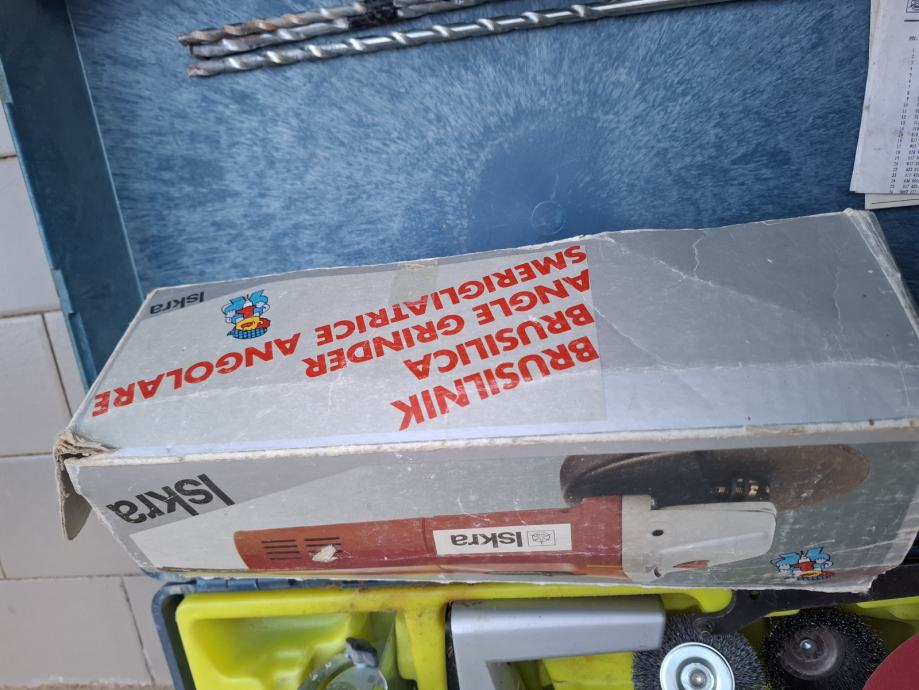 Iskra
BRUSILNIK
BRUSILICA
ANGLE GRINDER
SMERIGLIATRICE ANGOLARE
Iskra
Iskra